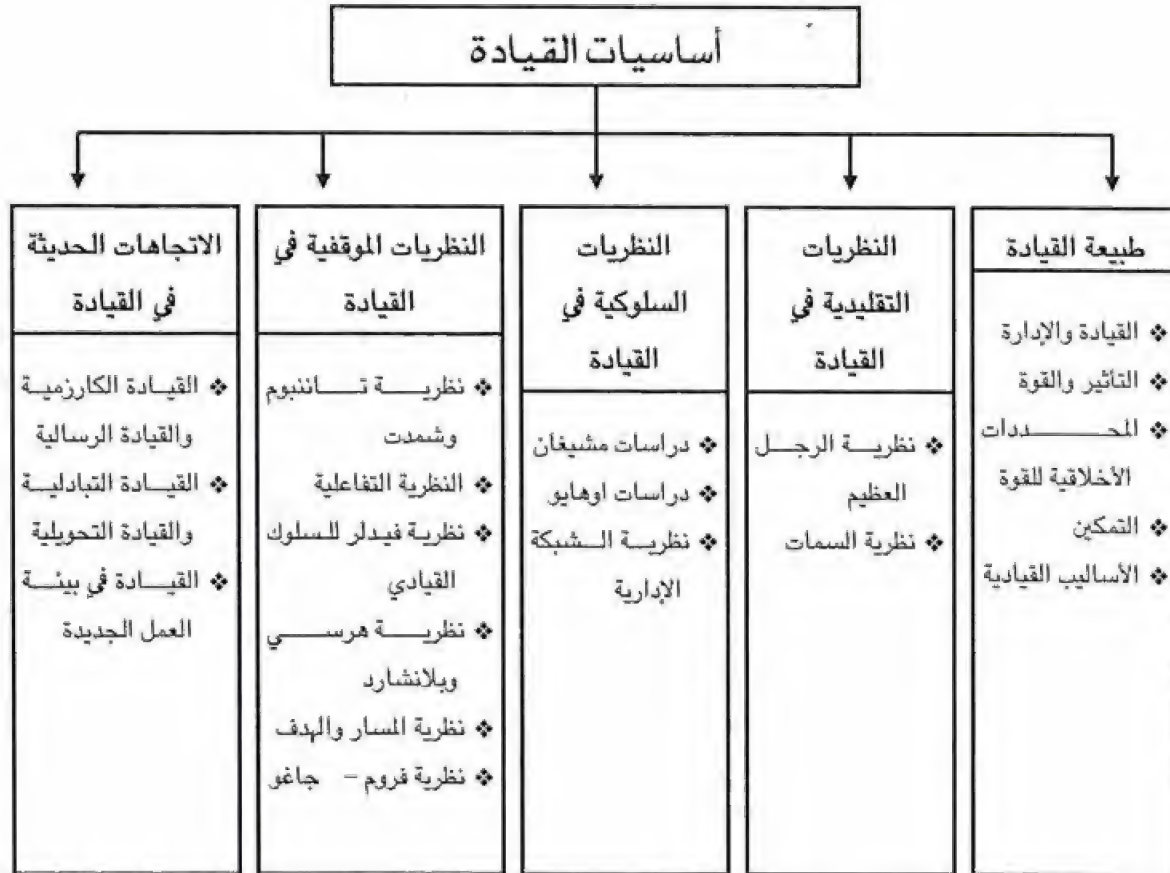 أساسيات القيادة
طبيعة القيادة
❖ القيادة والإدارة
❖ التأثير والقوة
❖ المحددات
الأخلاقية للقوة
❖ التمكين
❖ الأساليب القيادية
النظريات
التقليدية في
القيادة
❖ نظرية الرجل
العظيم
❖ نظرية السمات
النظريات
السلوكية في
القيادة
❖ دراسات مشيغان
❖ دراسات اوهايو
❖ نظرية الشبكة
الإدارية
النظريات الموقفية في
القيادة
❖ نظرية تاننبوم
وشمدت
❖ النظرية التفاعلية
❖ نظرية فيدلر للسلوك
القيادي
❖ نظرية هرسي
وبلانشارد
❖ نظرية المسار والهدف
❖ نظرية فروم – جاغو
الاتجاهات الحديثة
في القيادة
❖ القيادة الكارزمية
والقيادة الرسالية
❖ القيادة التبادلية
والقيادة التحويلية
❖ القيادة في بيئة
العمل الجديدة